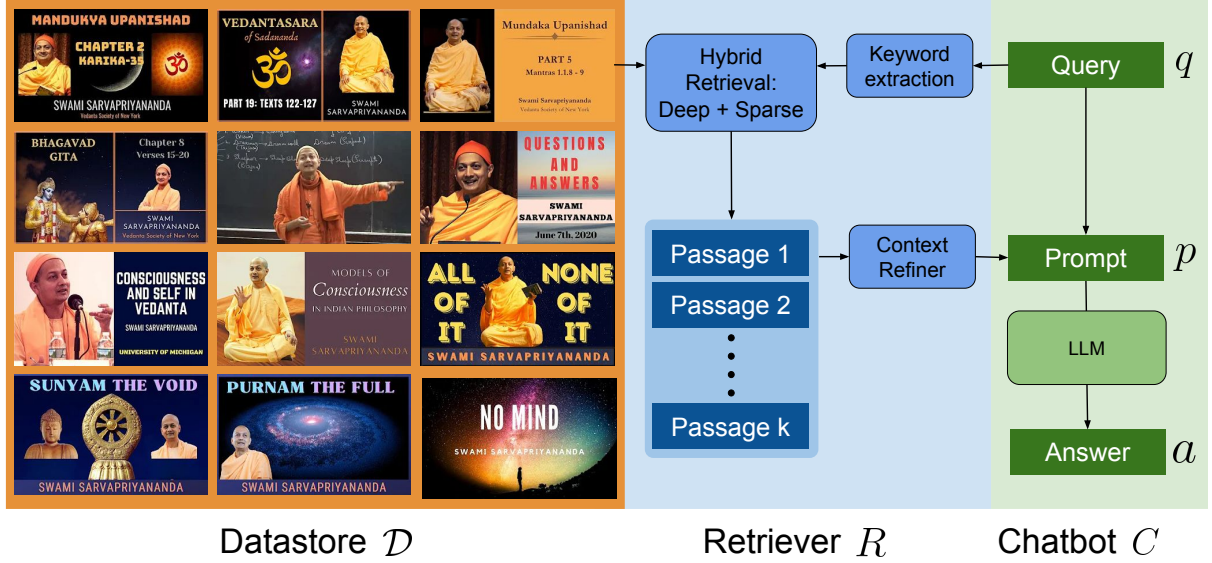 MANDUKYA UPANISHAD
CHAPTER 2
KARIKA-35
SWAMI SARVAPRIYANANDA
Vedanta Society of New York
VEDANTASARA
of Sadananda
PART 19: TEXTS 122-127
SWAMI
SARVAPRIYANANDA
Mundaka Upanishad
PART 5
Mantras 1.1.8 - 9
Swami Sarvapriyananda
Vedanta Society of New York
BHAGAVAD
GITA
Chapter 8
Verses 15-20
SWAMI
SARVAPRIYANANDA
Vedanta Society of New York
QUESTIONS
AND
ANSWERS
SWAMI
SARVAPRIYANANDA
June 7th, 2020
CONSCIOUSNESS
AND SELF IN
VEDANTA
SWAMI SARVAPRIYANANDA
UNIVERSITY OF MICHIGAN
MODELS OF
Consciousness
IN INDIAN PHILOSOPHY
SWAMI
SARVAPRIYANANDA
ALL
OF
IT
NONE
OF
IT
SWAMI SARVAPRIYANANDA
SUNYAM THE VOID
SWAMI SARVAPRIYANANDA
PURNAM THE FULL
SWAMI SARVAPRIYANANDA
NO MIND
SWAMI SARVAPRIYANANDA
Hybrid
Retrieval:
Deep + Sparse
Keyword
extraction
Query
q
Passage 1
Passage 2
Passage k
Context
Refiner
Prompt
p
LLM
Answer
a
Datastore D
Retriever R
Chatbot C